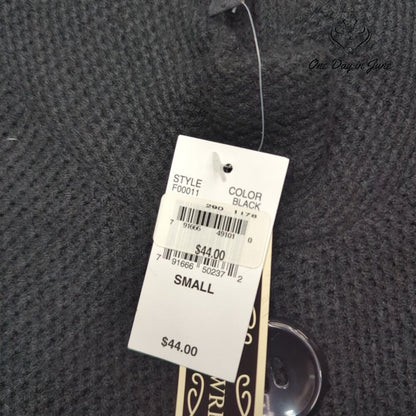 One Day in June
STYLE
F00011
COLOR
BLACK
290 1178
7 91666 49101 0
$44.00
7 91666 50237 2
SMALL
$44.00